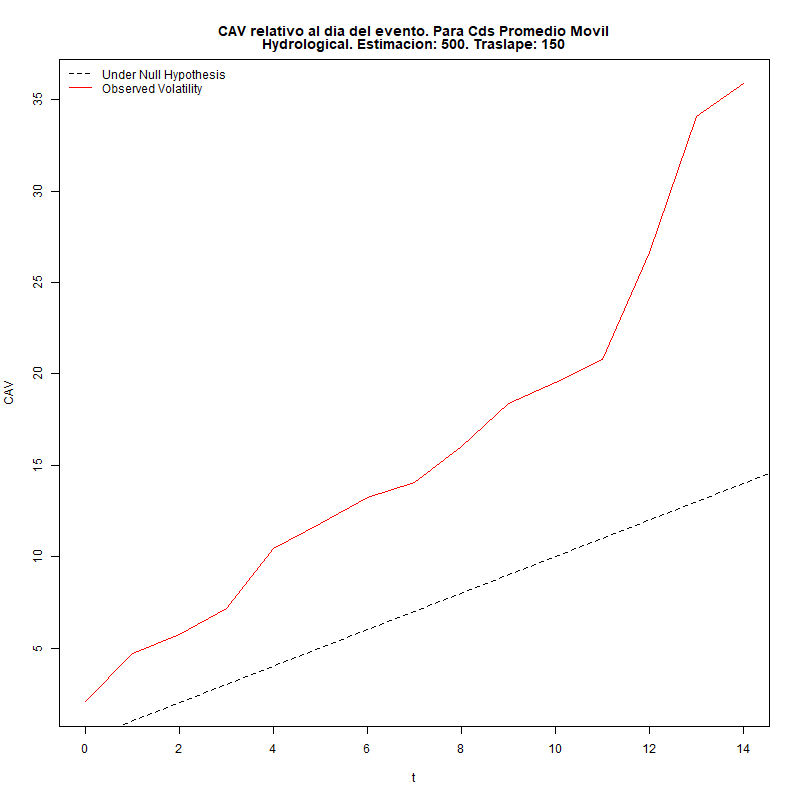 CAV relativo al dia del evento. Para Cds Promedio Movil
Hydrological. Estimacion: 500. Traslape: 150
Under Null Hypothesis
Observed Volatility
35
30
25
20
15
10
5
CAV
0 2 4 6 8 10 12 14
t